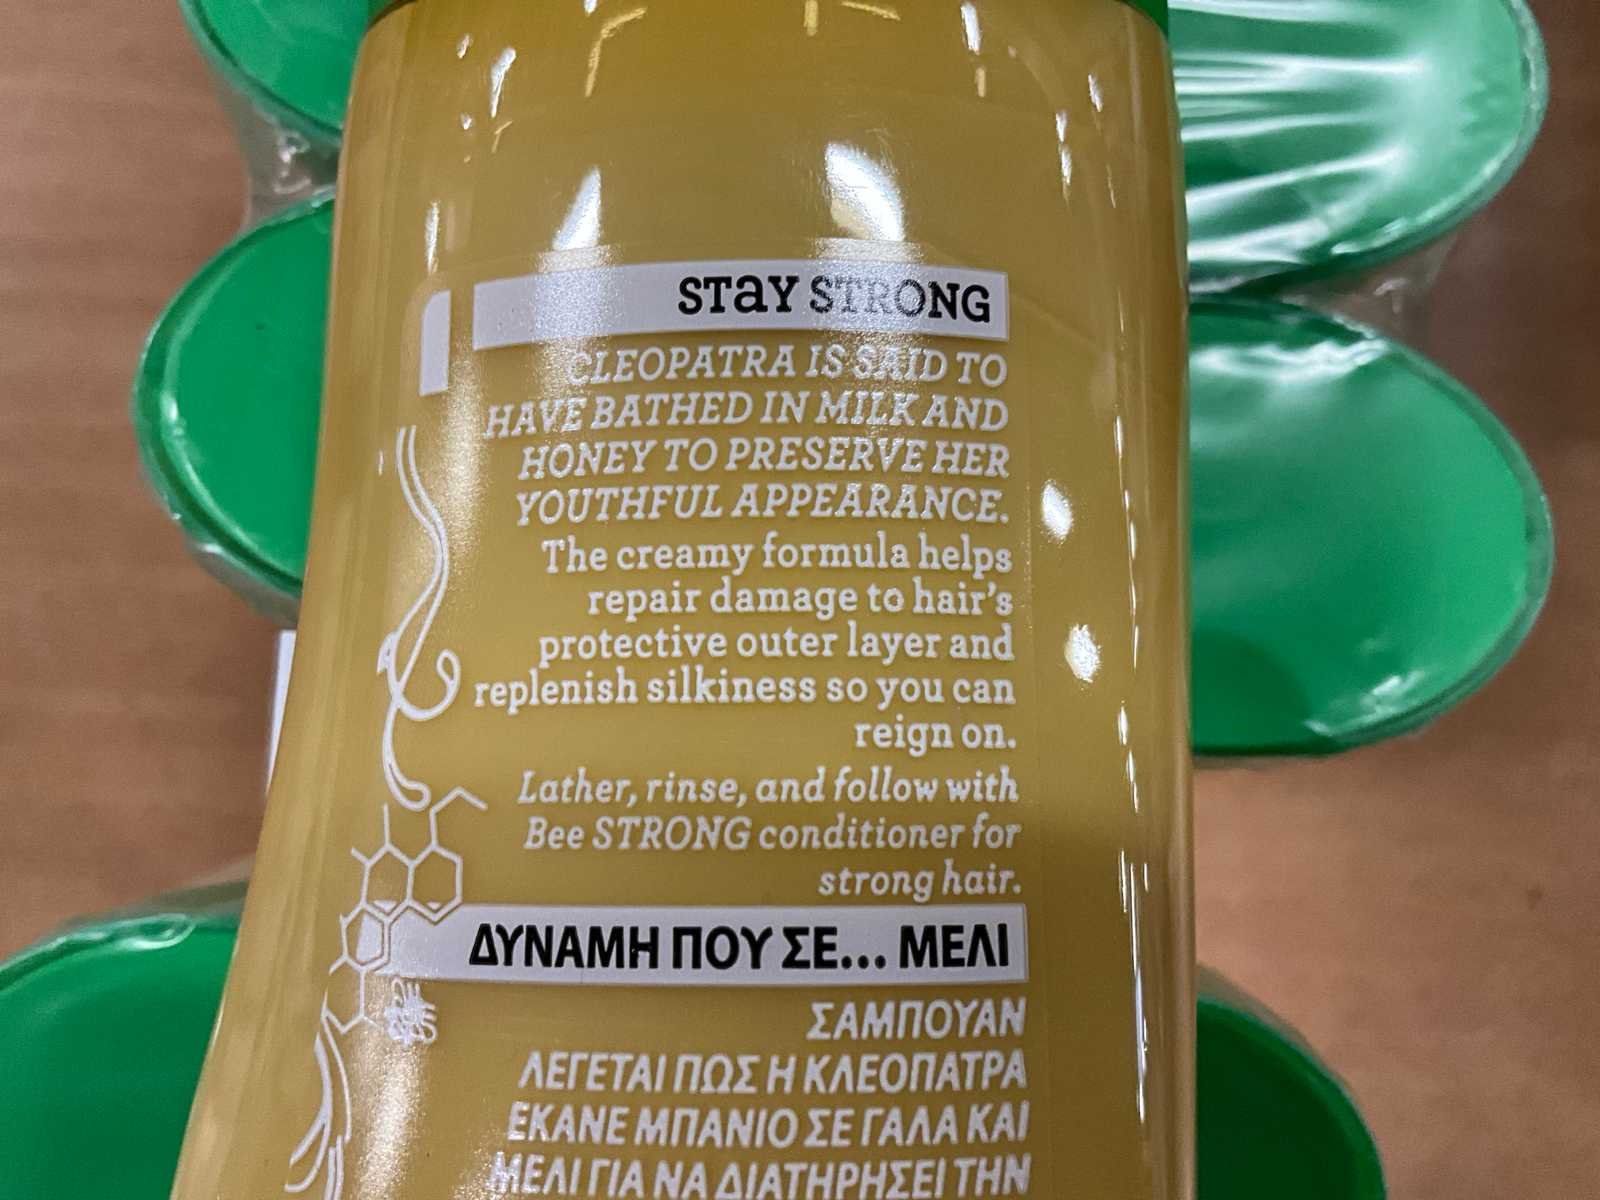 STaY STRONG
CLEOPATRA IS SAID TO
HAVE BATHED IN MILK AND
HONEY TO PRESERVE HER
YOUTHFUL APPEARANCE.
The creamy formula helps
repair damage to hair's
protective outer layer and
replenish silkiness so you can
reign on.
Lather, rinse, and follow with
Bee STRONG conditioner for
strong hair.
ΔΥΝΑΜΗ ΠΟΥ ΣΕ... ΜΕΛΙ
ΣΑΜΠΟΥΑΝ
ΛΕΓΕΤΑΙ ΠΩΣ Η ΚΛΕΟΠΑΤΡΑ
ΕΚΑΝΕ ΜΠΑΝΙΟ ΣΕ ΓΑΛΑ ΚΑΙ
ΜΕΛΙ ΓΙΑ ΝΑ ΔΙΑΤΗΡΗΣΕΙ ΤΗΝ